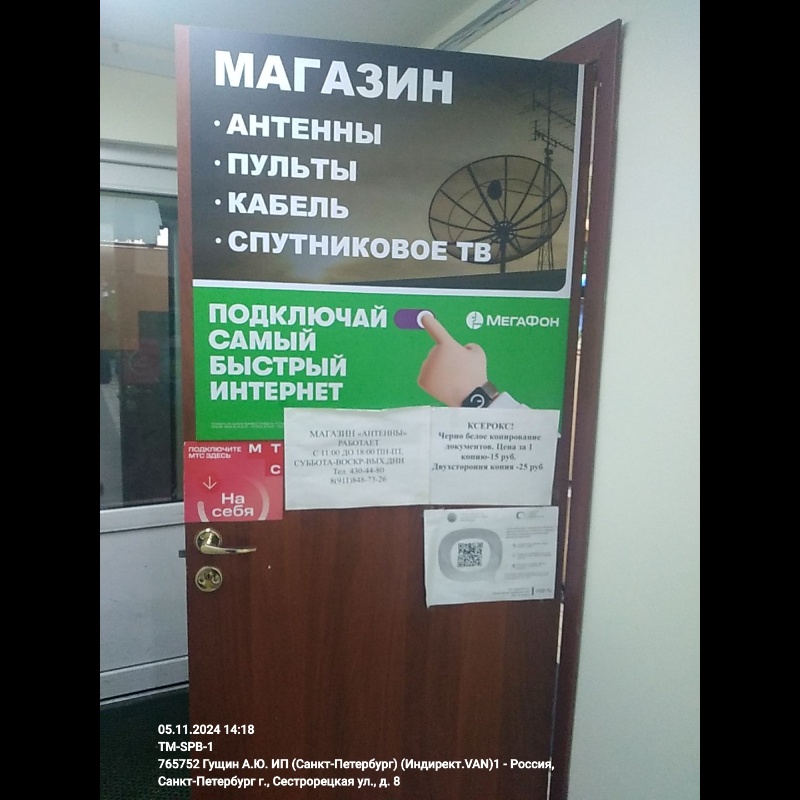 МАГАЗИН
· АНТЕННЫ
· ПУЛЬТЫ
· КАБЕЛЬ
· СПУТНИКОВОЕ ТВ
ПОДКЛЮЧАЙ
САМЫЙ
БЫСТРЫЙ
ИНТЕРНЕТ
МЕГАФОН
МАГАЗИН «АНТЕННЫ»
РАБОТАЕТ
С 11:00 ДО 18:00 ПН-ПТ,
СУББОТА-ВОСКР-ВЫХ.ДНИ
Тел. 430-44-80
8(911)848-73-26
КСЕРОКС!
Черно белое копирование
документов. Цена за 1
копию-15 руб.
Двухсторонняя копия -25 руб
ПОДКЛЮЧИТЕ
МТС ЗДЕСЬ
М Т
С
На
себя
05.11.2024 14:18
TM-SPB-1
765752 Гущин А.Ю. ИП (Санкт-Петербург) (Индирект.VAN)1 - Россия,
Санкт-Петербург г., Сестрорецкая ул., д. 8